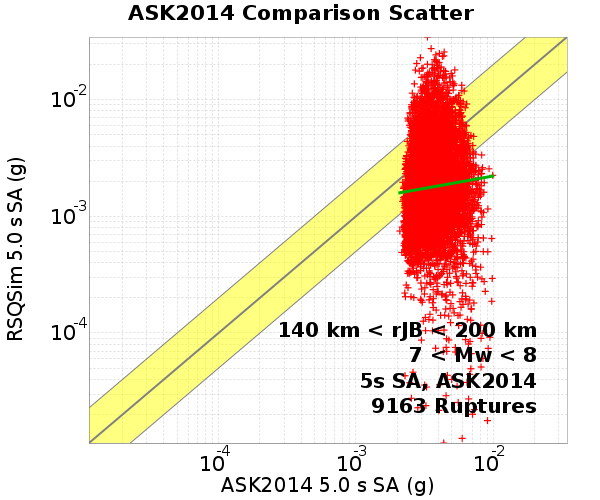 ASK2014 Comparison Scatter
RSQSim 5.0 s SA (g)
10-2
10-3
10-4
140 km < rJB < 200 km
7 < Mw < 8
5s SA, ASK2014
9163 Ruptures
10-4 10-3 10-2
ASK2014 5.0 s SA (g)